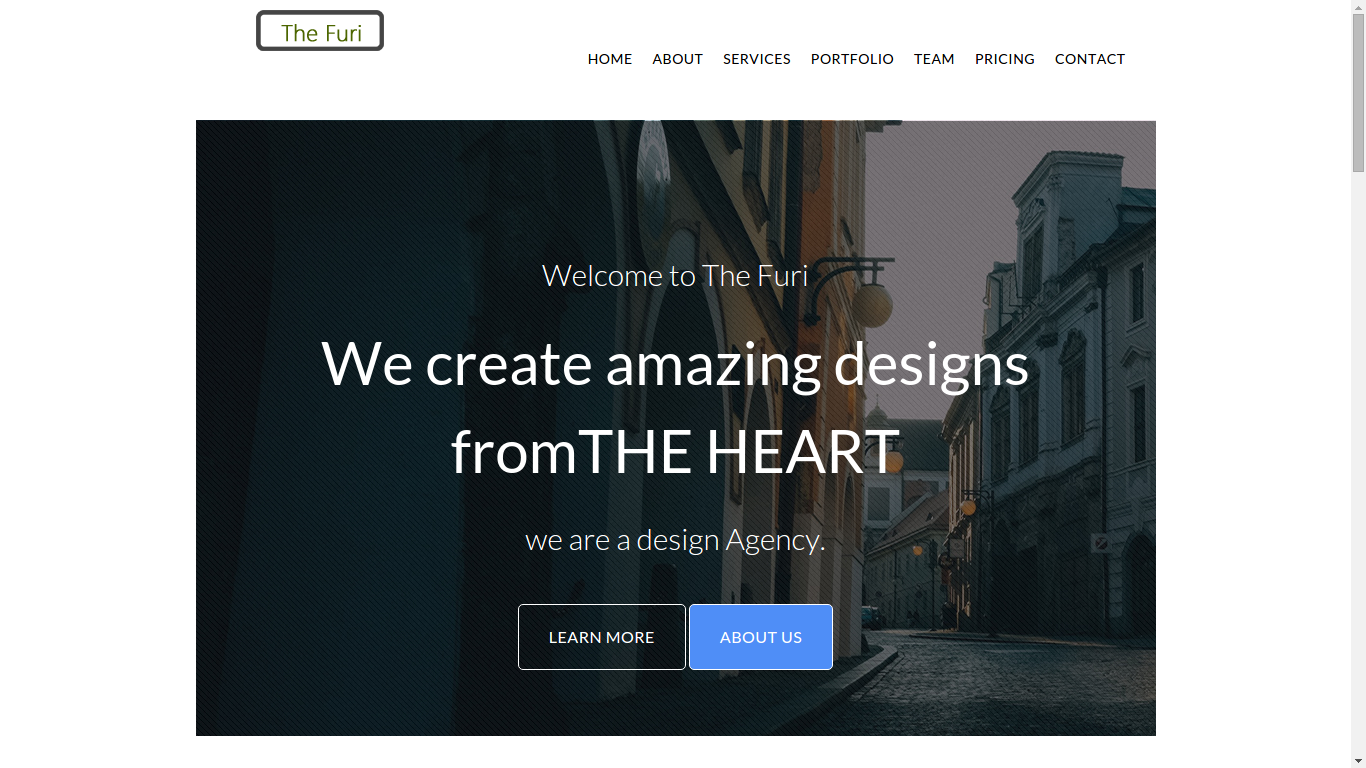 The Furi
HOME ABOUT SERVICES PORTFOLIO TEAM PRICING CONTACT
Welcome to The Furi
We create amazing designs
fromTHE HEART
we are a design Agency.
LEARN MORE ABOUT US